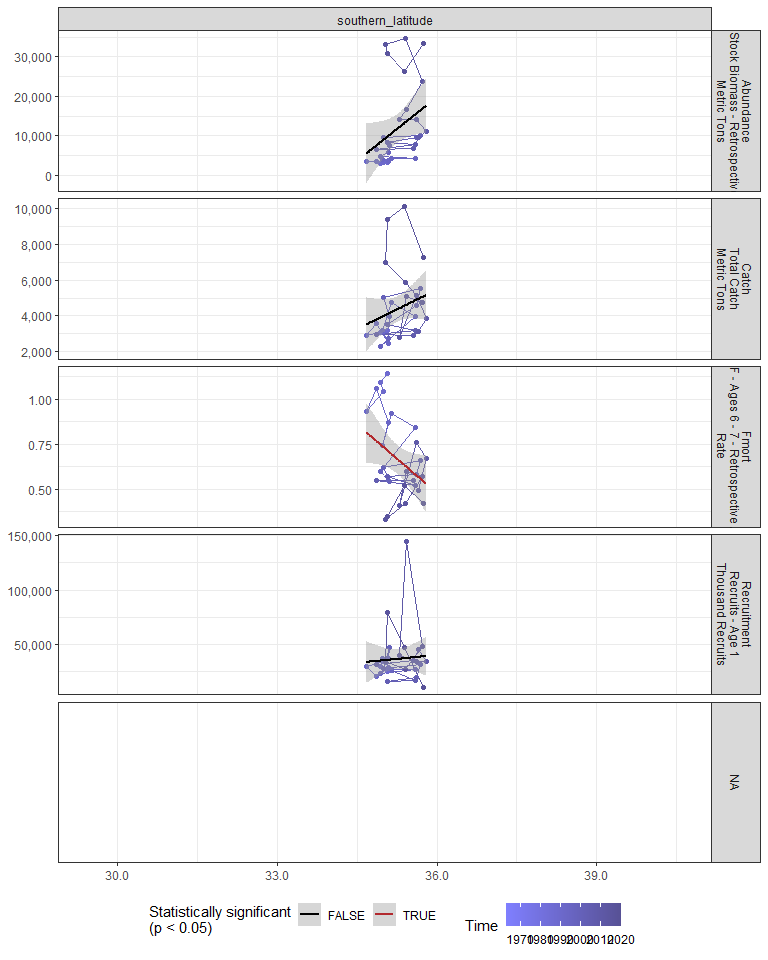 southern_latitude
30,000
20,000
10,000
0
Abundance
Stock Biomass - Retrospectiv
Metric Tons
10,000
8,000
6,000
4,000
2,000
Catch
Total Catch
Metric Tons
1.00
0.75
0.50
Fmort
F - Ages 6 - 7 - Retrospective
Rate
150,000
100,000
50,000
Recruitment
Recruits - Age 1
Thousand Recruits
NA
30.0 33.0 36.0 39.0
Statistically significant
(p < 0.05)
FALSE TRUE
Time
1970 1980 1990 2000 2010 2020